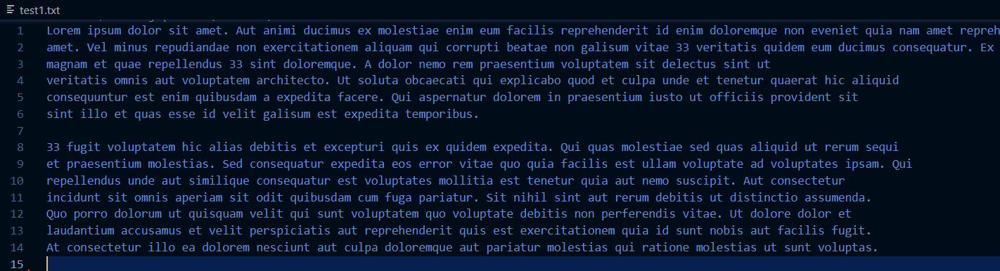 test1.txt
1 Lorem ipsum dolor sit amet. Aut animi ducimus ex molestiae enim eum facilis reprehenderit id enim doloremque non eveniet quia nam amet repreh
2 amet. Vel minus repudiandae non exercitationem aliquam qui corrupti beatae non galisum vitae 33 veritatis quidem eum ducimus consequatur. Ex
3 magnam et quae repellendus 33 sint doloremque. A dolor nemo rem praesentium voluptatem sit delectus sint ut
4 veritatis omnis aut voluptatem architecto. Ut soluta obcaecati qui explicabo quod et culpa unde et tenetur quaerat hic aliquid
5 consequuntur est enim quibusdam a expedita facere. Qui aspernatur dolorem in praesentium iusto ut officiis provident sit
6 sint illo et quas esse id velit galisum est expedita temporibus.
7
8 33 fugit voluptatem hic alias debitis et excepturi quis ex quidem expedita. Qui quas molestiae sed quas aliquid ut rerum sequi
9 et praesentium molestias. Sed consequatur expedita eos error vitae quo quia facilis est ullam voluptate ad voluptates ipsam. Qui
10 repellendus unde aut similique consequatur est voluptates mollitia est tenetur quia aut nemo suscipit. Aut consectetur
11 incidunt sit omnis aperiam sit odit quibusdam cum fuga pariatur. Sit nihil sint aut rerum debitis ut distinctio assumenda.
12 Quo porro dolorum ut quisquam velit qui sunt voluptatem quo voluptate debitis non perferendis vitae. Ut dolore dolor et
13 laudantium accusamus et velit perspiciatis aut reprehenderit quis est exercitationem quia id sunt nobis aut facilis fugit.
14 At consectetur illo ea dolorem nesciunt aut culpa doloremque aut pariatur molestias qui ratione molestias ut sunt voluptas.
15